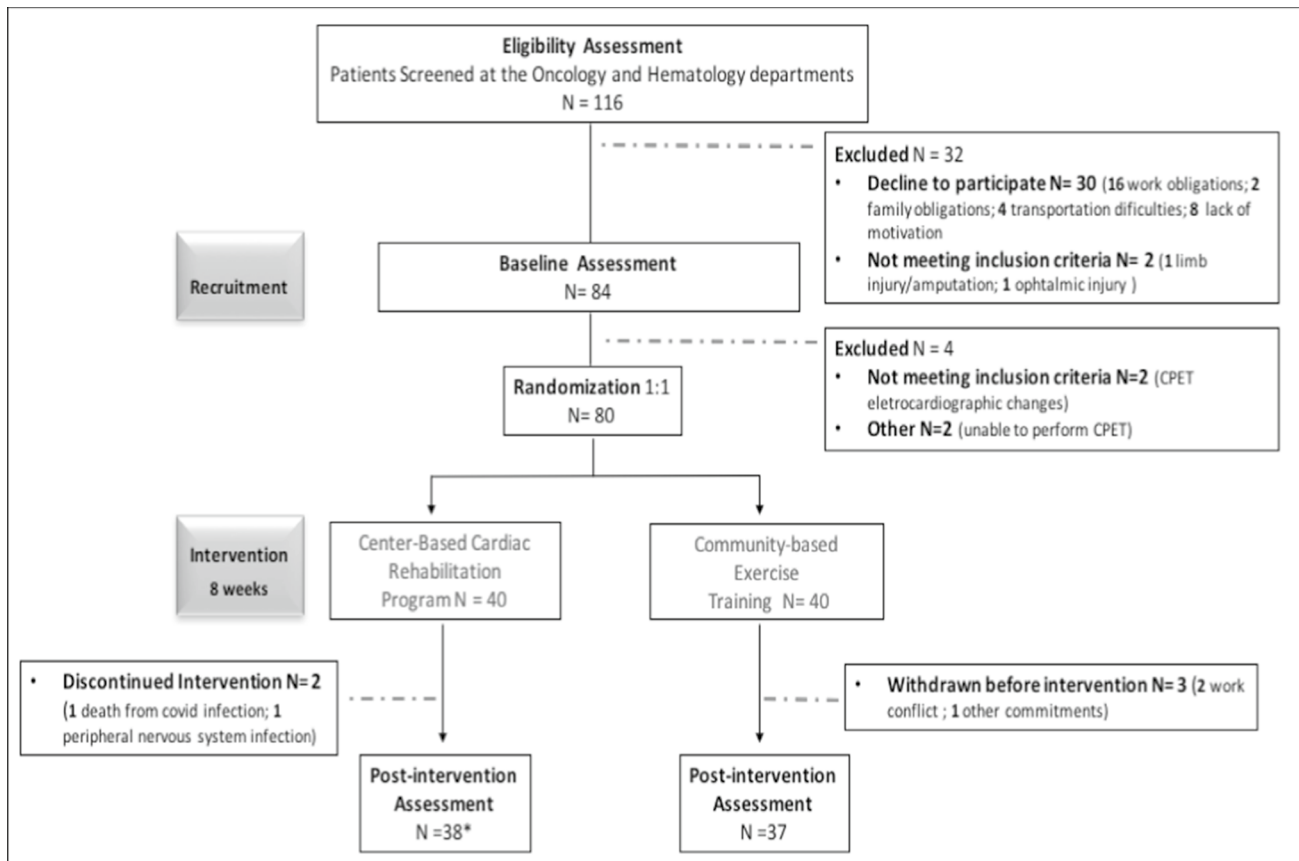 Eligibility Assessment
Patients Screened at the Oncology and Hematology departments
N = 116
Excluded N = 32
• Decline to participate N= 30 (16 work obligations; 2
family obligations; 4 transportation dificulties; 8 lack of
motivation
• Not meeting inclusion criteria N= 2 (1 limb
injury/amputation; 1 ophtalmic injury )
Recruitment
Baseline Assessment
N= 84
Excluded N = 4
• Not meeting inclusion criteria N=2 (CPET
eletrocardiographic changes)
• Other N=2 (unable to perform CPET)
Randomization 1:1
N= 80
Intervention
8 weeks
Center-Based Cardiac
Rehabilitation
Program N = 40
Community-based
Exercise
Training N= 40
• Discontinued Intervention N= 2
(1 death from covid infection; 1
peripheral nervous system infection)
• Withdrawn before intervention N= 3 (2 work
conflict ; 1 other commitments)
Post-intervention
Assessment
N =38*
Post-intervention
Assessment
N =37